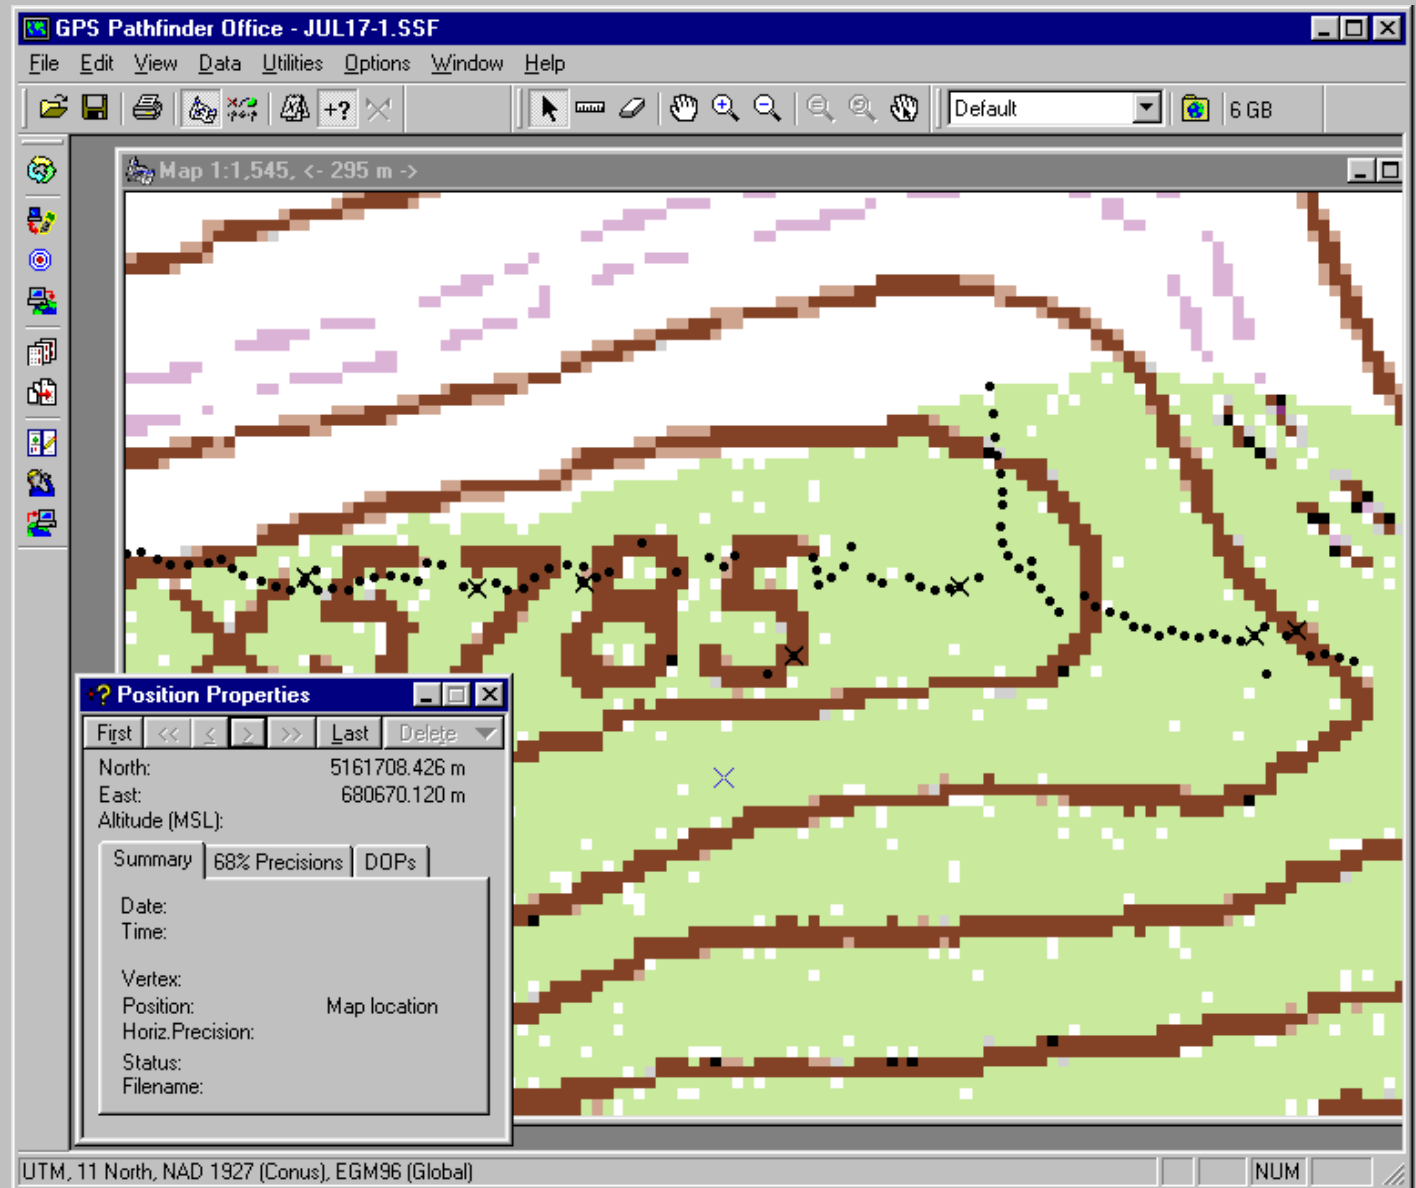 GPS Pathfinder Office - JUL17-1.SSF
File Edit View Data Utilities Options Window Help
+? Default 6 GB
Map 1:1,545, <- 295 m ->
5785
? Position Properties
First << < > >> Last Delete
North: 5161708.426 m
East: 680670.120 m
Altitude (MSL):
Summary 68% Precisions DOPs
Date:
Time:
Vertex:
Position: Map location
Horiz.Precision:
Status:
Filename:
UTM, 11 North, NAD 1927 (Conus), EGM96 (Global) NUM